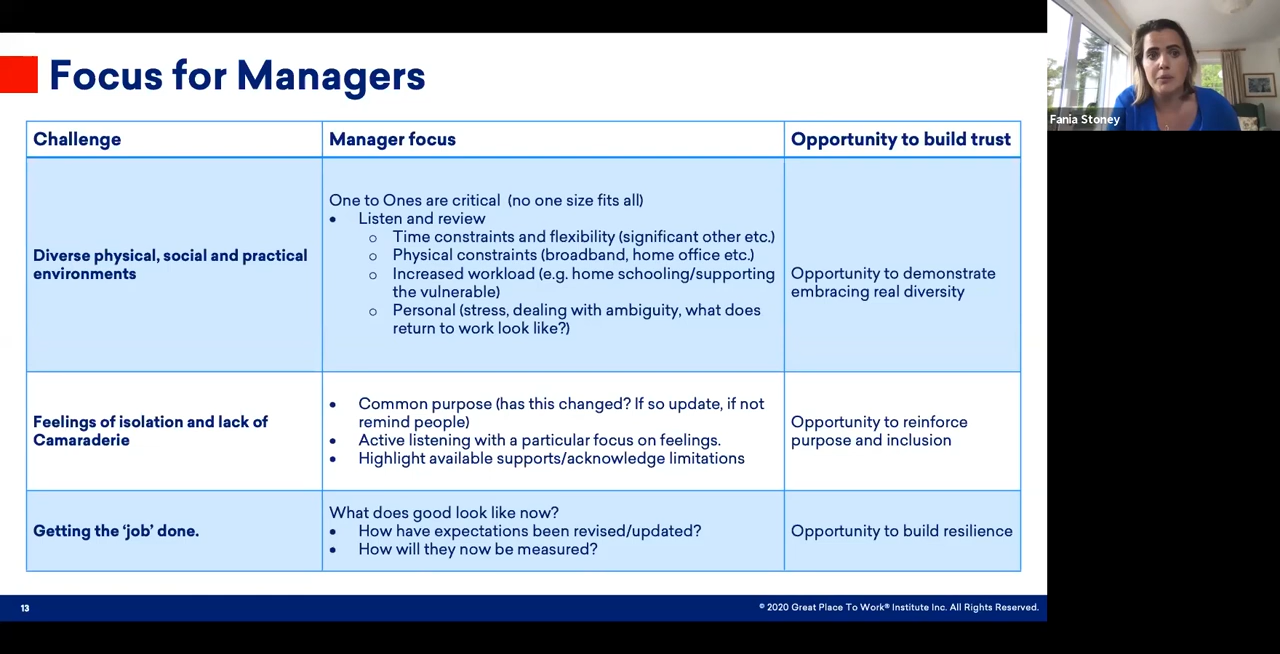 Focus for Managers
Fania Stoney
Challenge
Manager focus
Opportunity to build trust
Diverse physical, social and practical
environments
One to Ones are critical (no one size fits all)
• Listen and review
o Time constraints and flexibility (significant other etc.)
o Physical constraints (broadband, home office etc.)
o Increased workload (e.g. home schooling/supporting
the vulnerable)
o Personal (stress, dealing with ambiguity, what does
return to work look like?)
Opportunity to demonstrate
embracing real diversity
Feelings of isolation and lack of
Camaraderie
• Common purpose (has this changed? If so update, if not
remind people)
• Active listening with a particular focus on feelings.
• Highlight available supports/acknowledge limitations
Opportunity to reinforce
purpose and inclusion
Getting the ‘job’ done.
What does good look like now?
• How have expectations been revised/updated?
• How will they now be measured?
Opportunity to build resilience
13
© 2020 Great Place To Work® Institute Inc. All Rights Reserved.